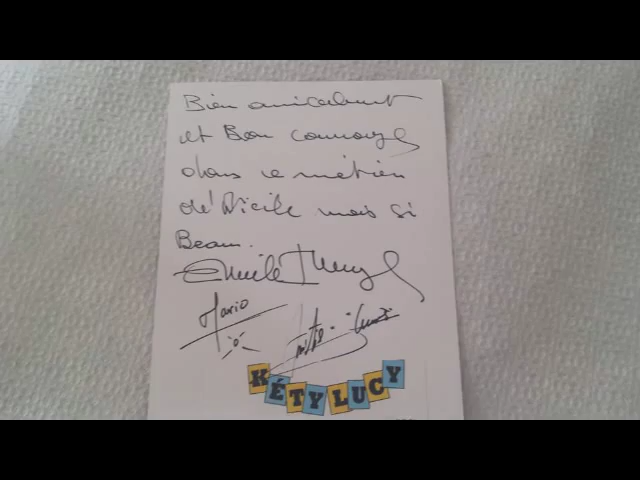 Bien amicalement
et Bon courage
dans ce métier
difficile mais si
Beau.
Mario
KÉTY LUCY